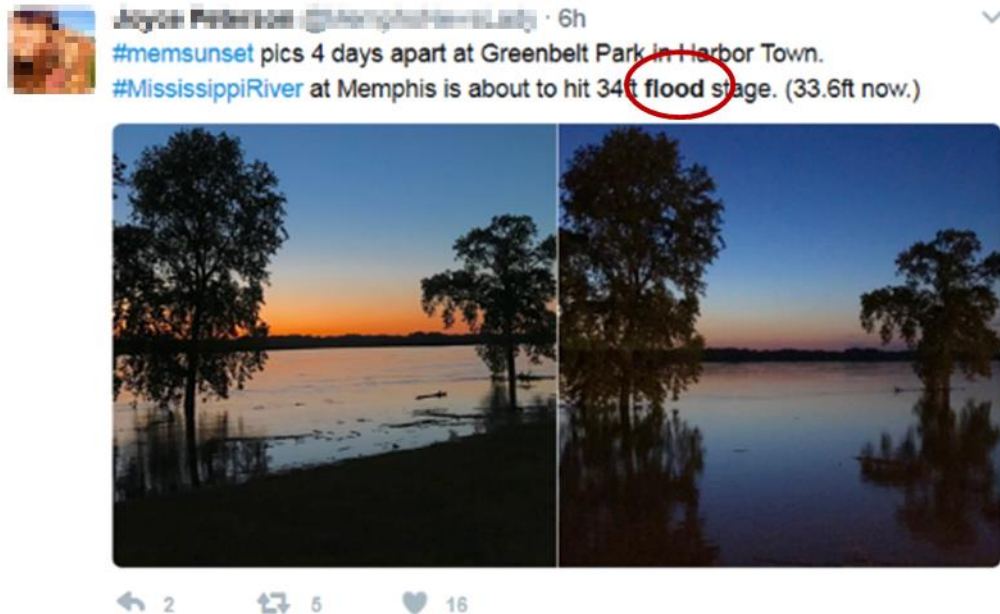 · 6h
#memsunset pics 4 days apart at Greenbelt Park in Harbor Town.
#MississippiRiver at Memphis is about to hit 34ft flood stage. (33.6ft now.)
2 5 16